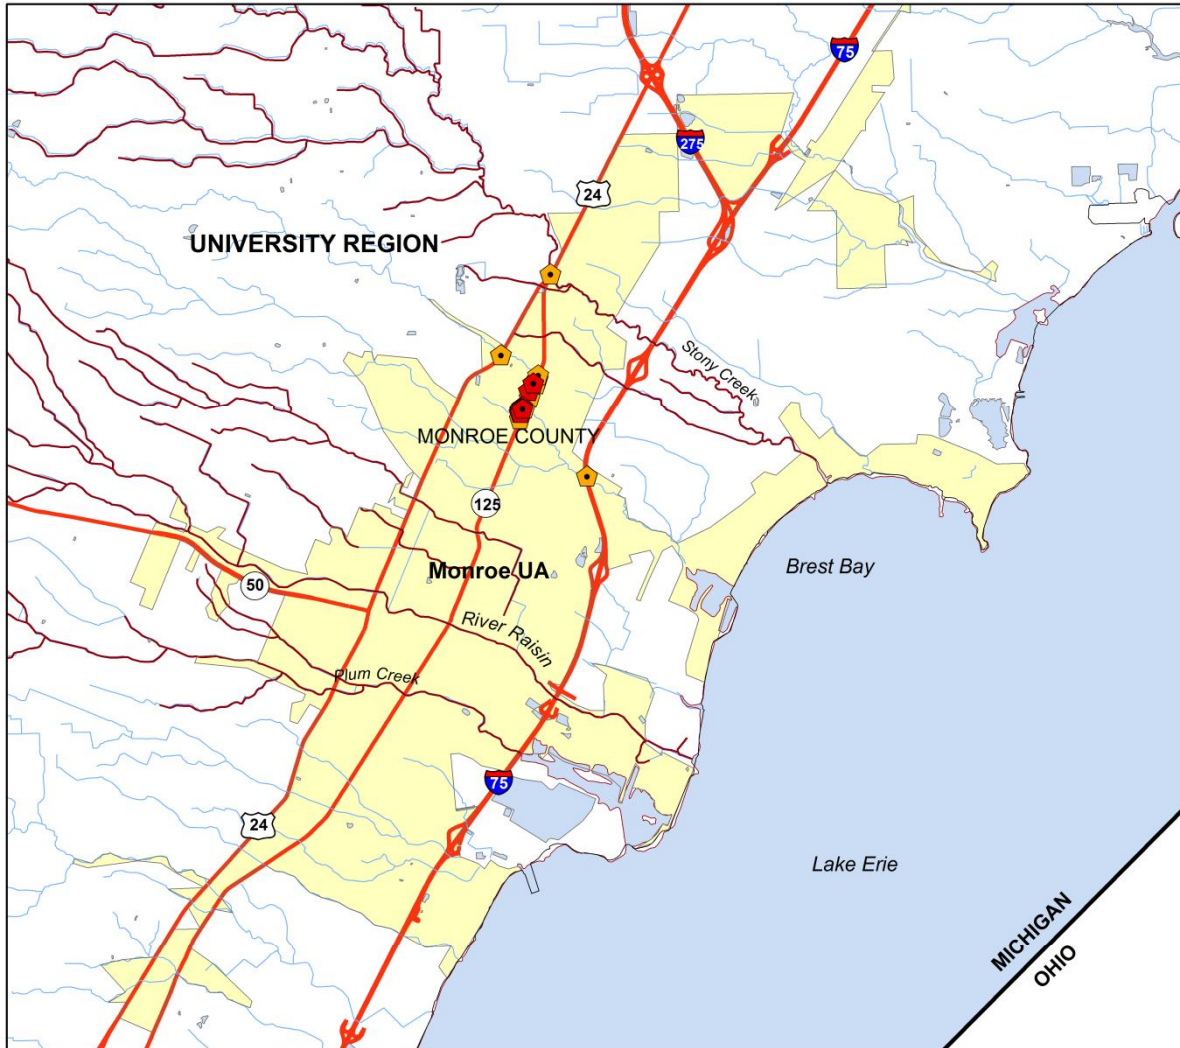 75
275
24
UNIVERSITY REGION
Stony Creek
MONROE COUNTY
125
Monroe UA
Brest Bay
50
River Raisin
Plum Creek
75
24
Lake Erie
MICHIGAN
OHIO